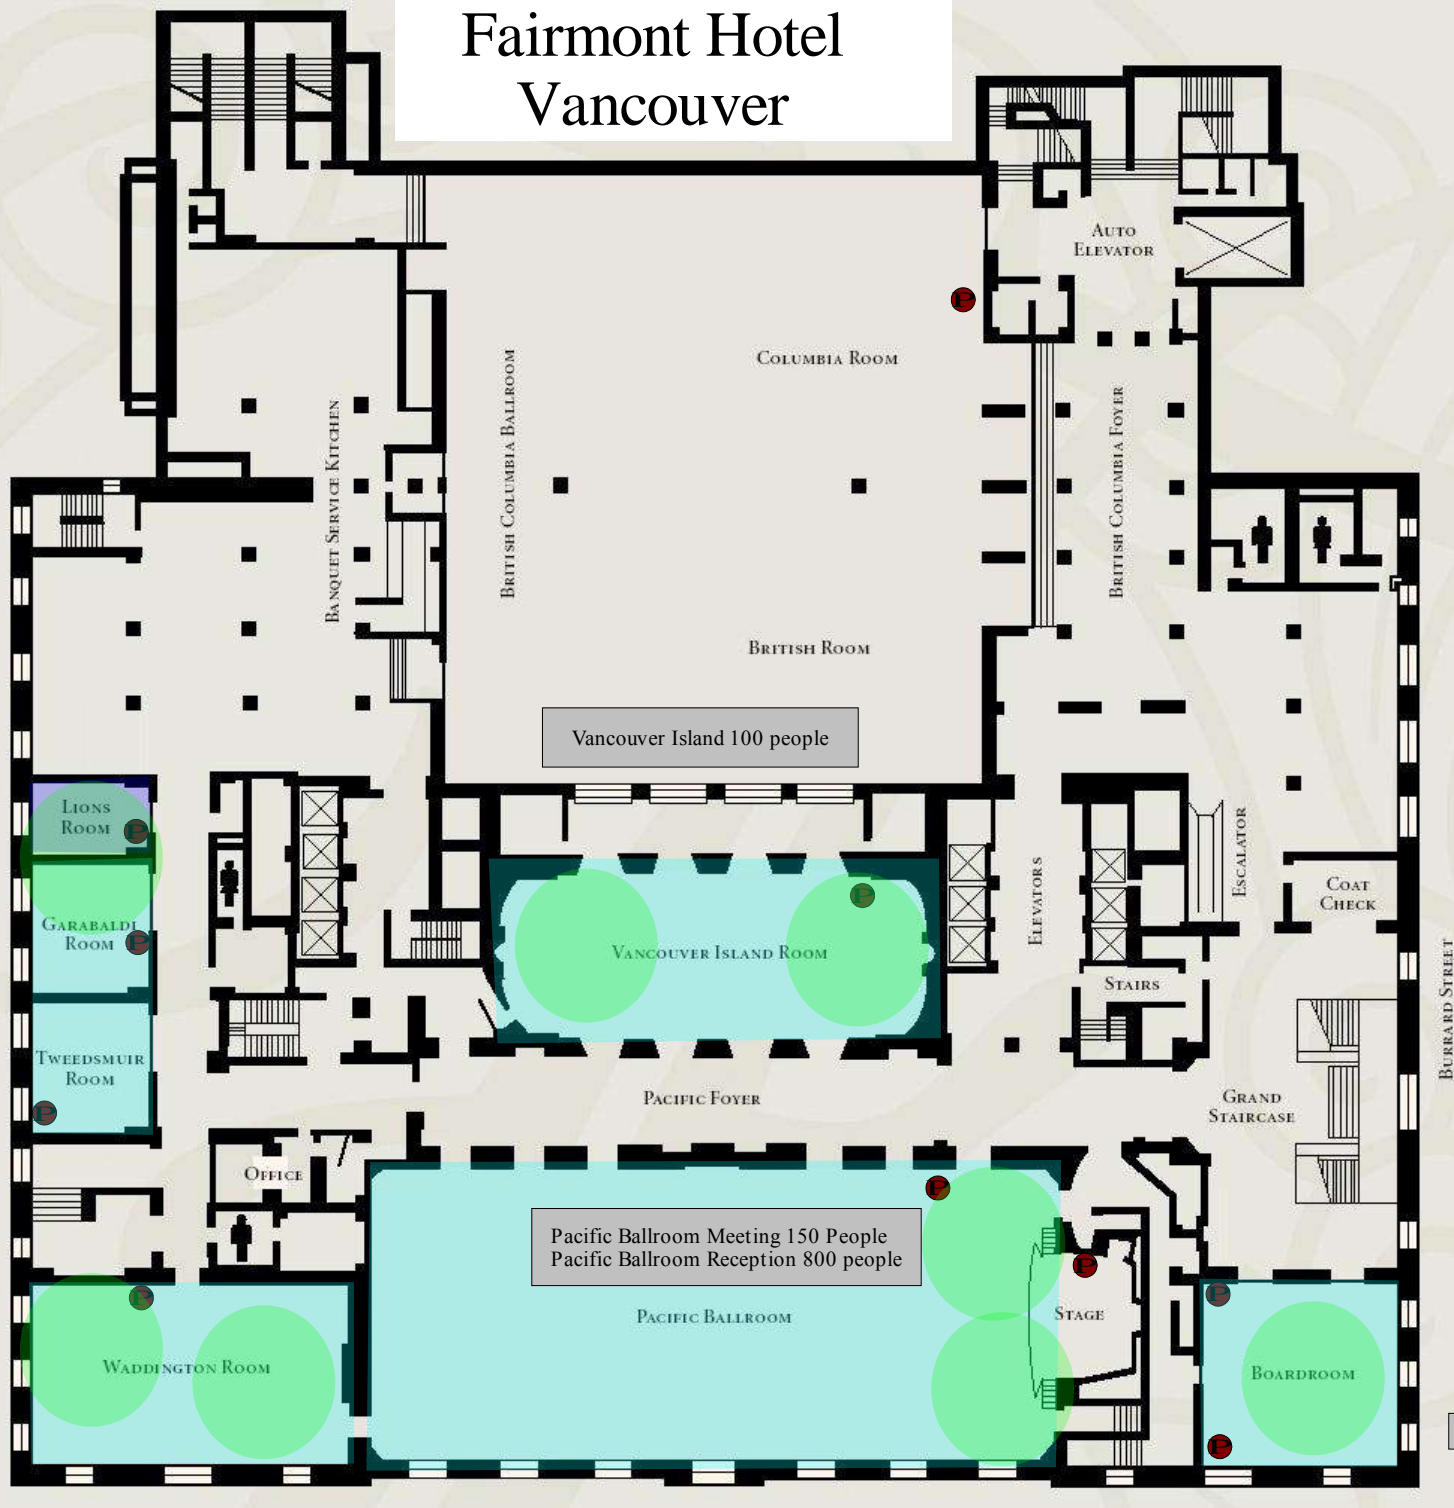 Fairmont Hotel
Vancouver
AUTO
ELEVATOR
P
COLUMBIA ROOM
BRITISH COLUMBIA BALLROOM
BANQUET SERVICE KITCHEN
BRITISH COLUMBIA FOYER
BRITISH ROOM
Vancouver Island 100 people
LIONS
ROOM
P
GARABALDI
ROOM
P
TWEEDSMUIR
ROOM
P
VANCOUVER ISLAND ROOM
P
ELEVATORS
ESCALATOR
COAT
CHECK
STAIRS
BURRARD STREET
PACIFIC FOYER
GRAND
STAIRCASE
OFFICE
P
Pacific Ballroom Meeting 150 People
Pacific Ballroom Reception 800 people
PACIFIC BALLROOM
P
STAGE
P
WADDINGTON ROOM
P
BOARDROOM
P